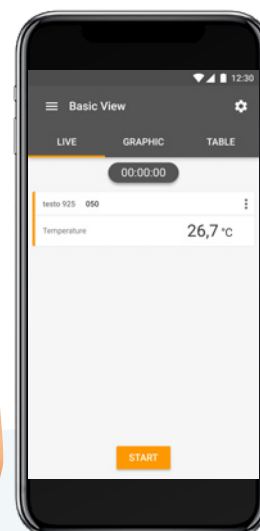 12:30
Basic View
LIVE GRAPHIC TABLE
00:00:00
testo 925 050
Temperature 26,7 °C
START